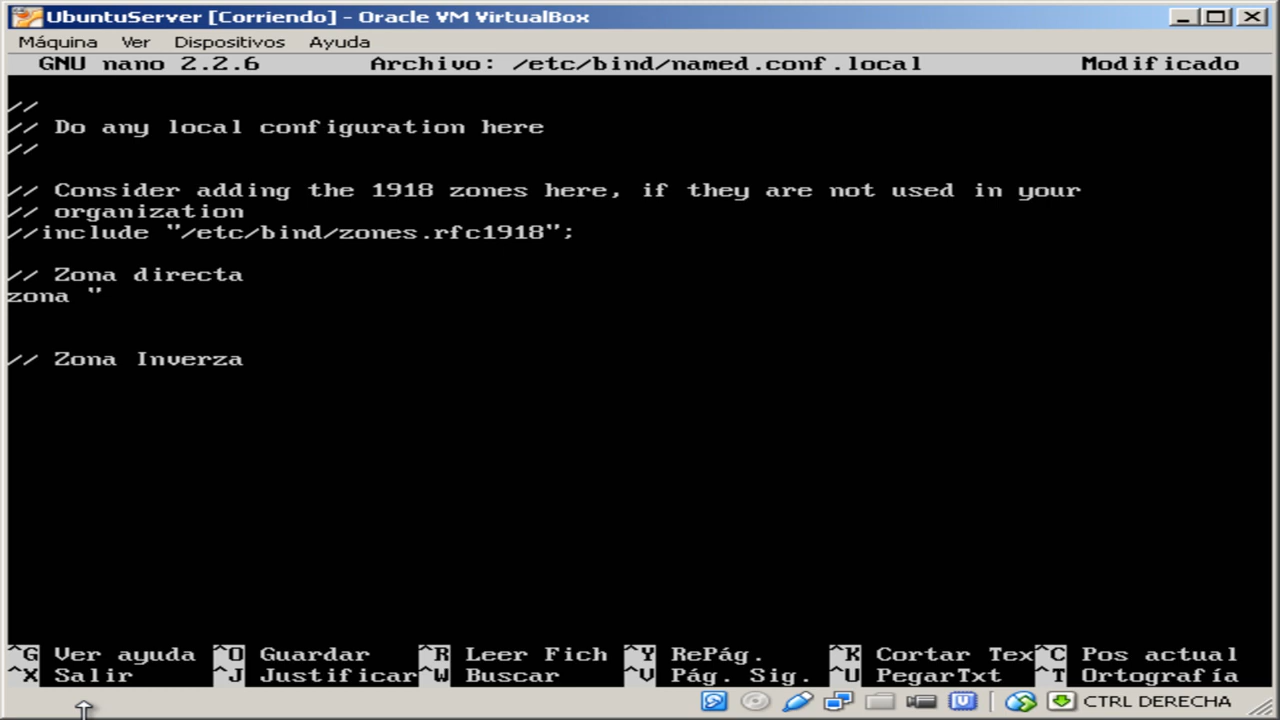 UbuntuServer [Corriendo] - Oracle VM VirtualBox
Máquina Ver Dispositivos Ayuda
GNU nano 2.2.6 Archivo: /etc/bind/named.conf.local Modificado
//
// Do any local configuration here
//
// Consider adding the 1918 zones here, if they are not used in your
// organization
//include "/etc/bind/zones.rfc1918";
// Zona directa
zona "
// Zona Inverza
^G Ver ayuda ^O Guardar ^R Leer Fich ^Y RePág. ^K Cortar Tex ^C Pos actual
^X Salir ^J Justificar ^W Buscar ^V Pág. Sig. ^U PegarTxt ^T Ortografía
CTRL DERECHA